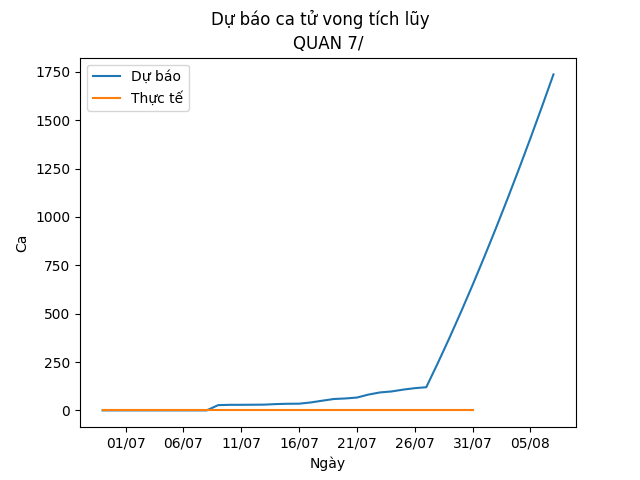 Dự báo ca tử vong tích lũy
QUAN 7/
Dự báo
Thực tế
1750
1500
1250
1000
750
500
250
0
Ca
01/07 06/07 11/07 16/07 21/07 26/07 31/07 05/08
Ngày